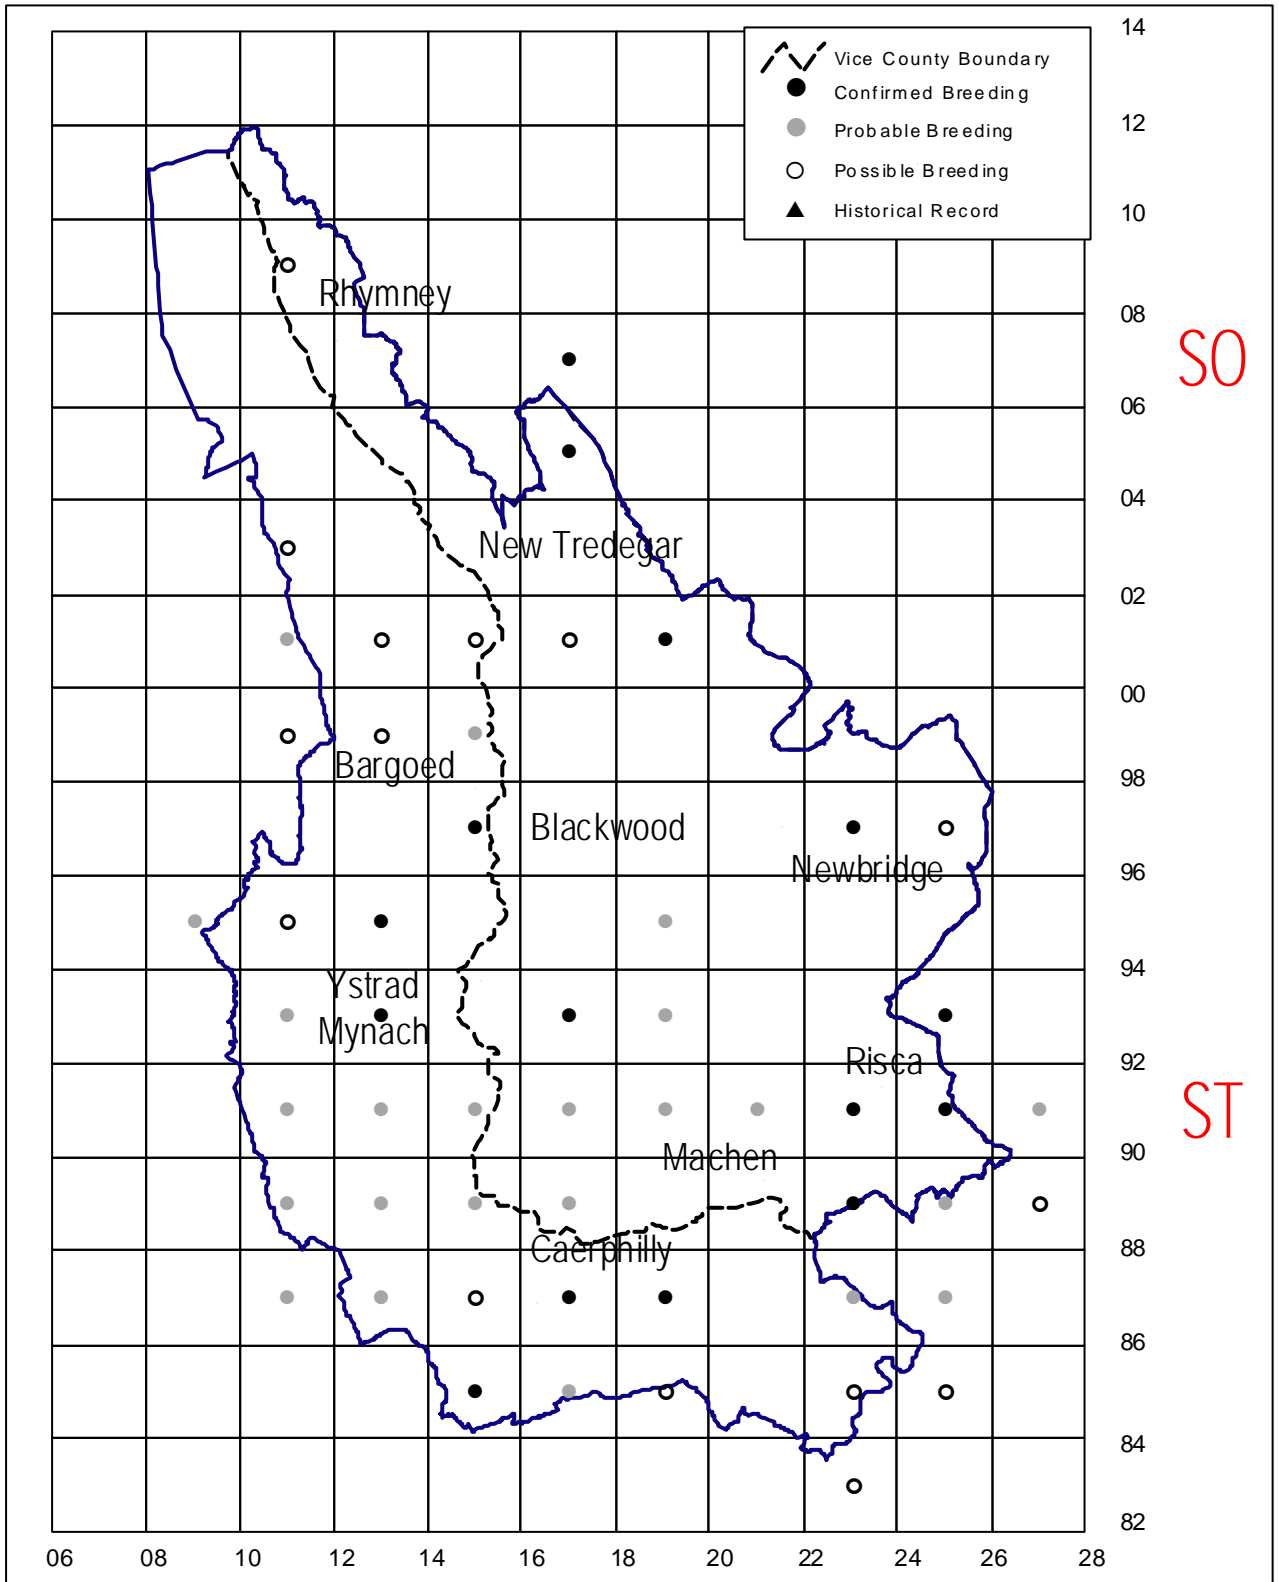 14
Vice County Boundary
Confirmed Breeding
Probable Breeding
Possible Breeding
Historical Record
12
10
Rhymney
08
SO
06
04
New Tredegar
02
00
Bargoed
98
Blackwood
Newbridge
96
94
Ystrad
Mynach
Risca
92
ST
Machen
90
Caerphilly
88
86
84
82
06 08 10 12 14 16 18 20 22 24 26 28